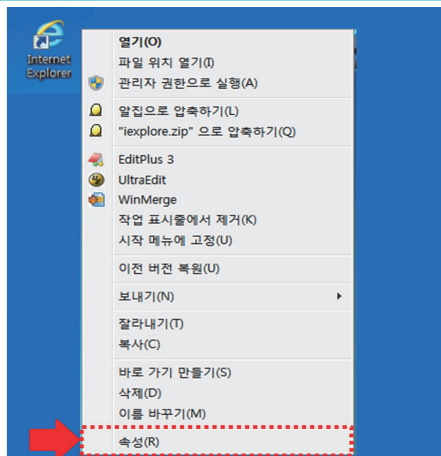 Internet
Explorer
열기(O)
파일 위치 열기(I)
관리자 권한으로 실행(A)
알집으로 압축하기(L)
"iexplore.zip" 으로 압축하기(Q)
EditPlus 3
UltraEdit
WinMerge
작업 표시줄에서 제거(K)
시작 메뉴에 고정(U)
이전 버전 복원(U)
보내기(N)
잘라내기(T)
복사(C)
바로 가기 만들기(S)
삭제(D)
이름 바꾸기(M)
속성(R)